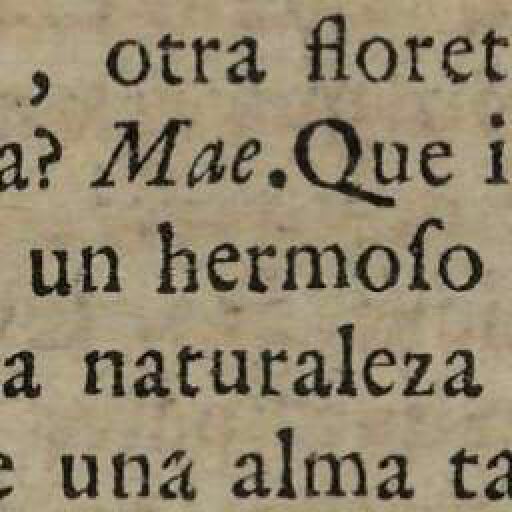 , otra floret
a? Mae. Que i
un hermoſo
a naturaleza
e una alma ta